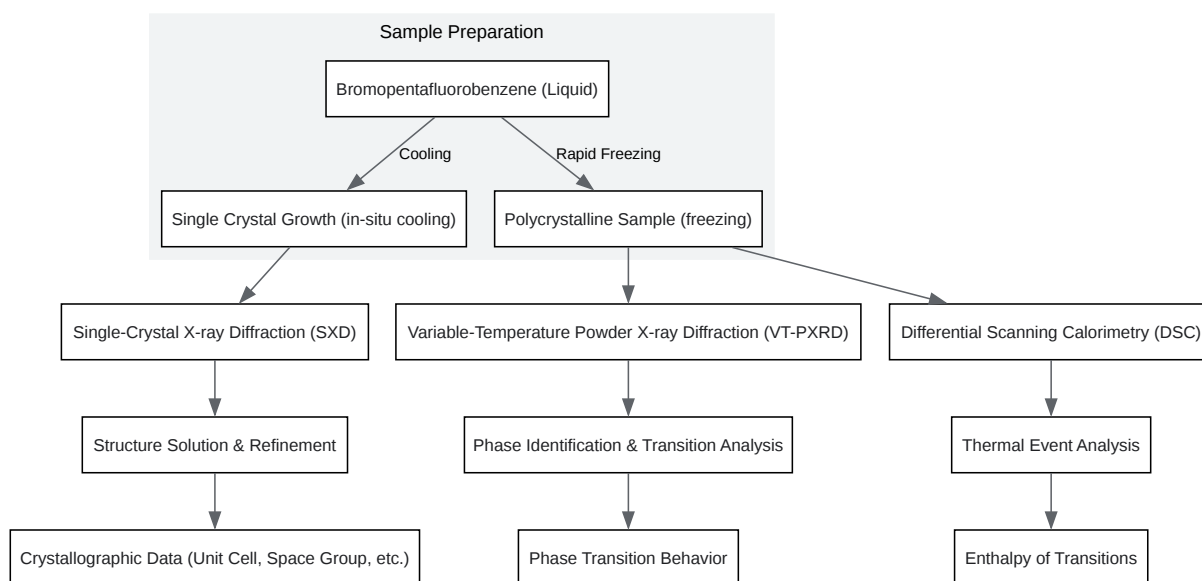 Sample Preparation
Bromopentafluorobenzene (Liquid)
Cooling
Rapid Freezing
Single Crystal Growth (in-situ cooling)
Polycrystalline Sample (freezing)
Single-Crystal X-ray Diffraction (SXD)
Variable-Temperature Powder X-ray Diffraction (VT-PXRD)
Differential Scanning Calorimetry (DSC)
Structure Solution & Refinement
Phase Identification & Transition Analysis
Thermal Event Analysis
Crystallographic Data (Unit Cell, Space Group, etc.)
Phase Transition Behavior
Enthalpy of Transitions